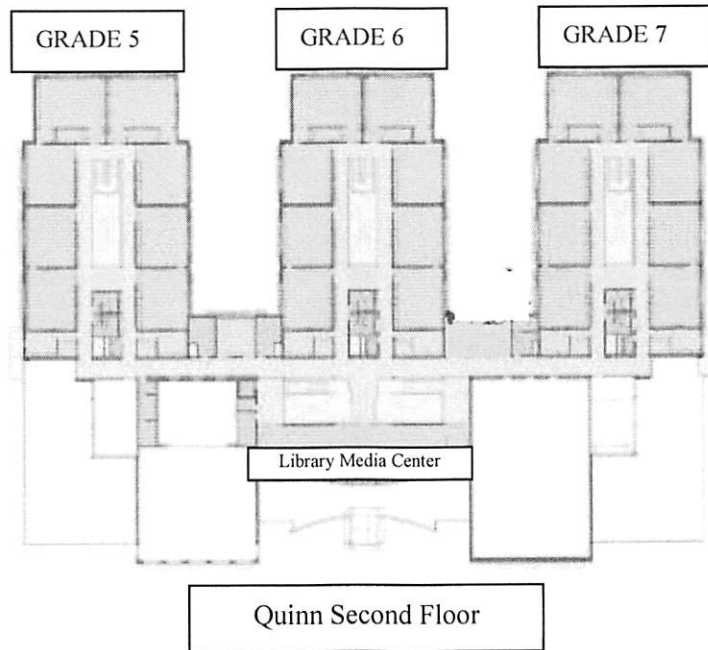 GRADE 5
GRADE 6
GRADE 7
Library Media Center
Quinn Second Floor